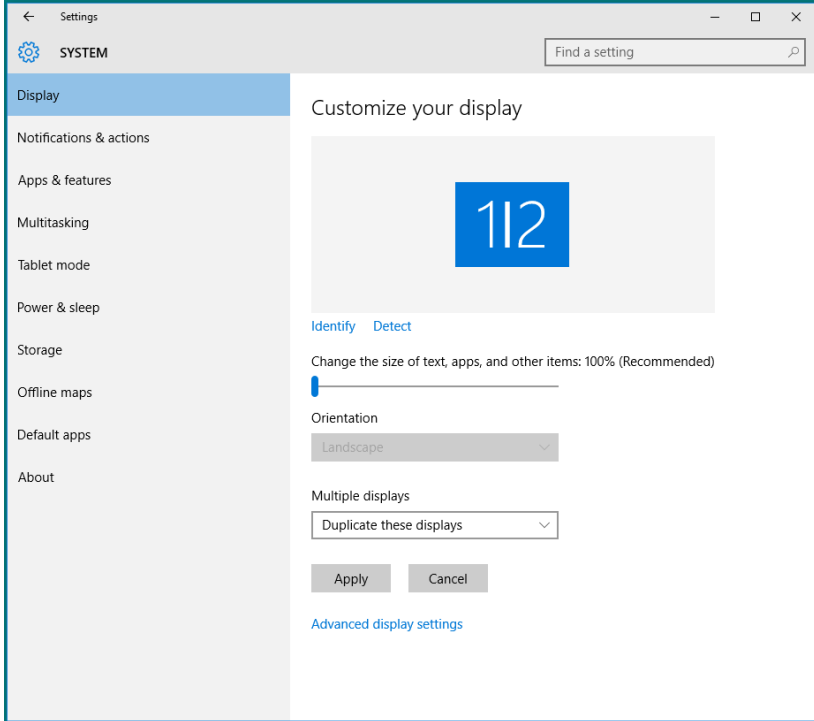 Settings
SYSTEM
Find a setting
Display
Notifications & actions
Apps & features
Multitasking
Tablet mode
Power & sleep
Storage
Offline maps
Default apps
About
Customize your display
1|2
Identify Detect
Change the size of text, apps, and other items: 100% (Recommended)
Orientation
Landscape
Multiple displays
Duplicate these displays
Apply Cancel
Advanced display settings